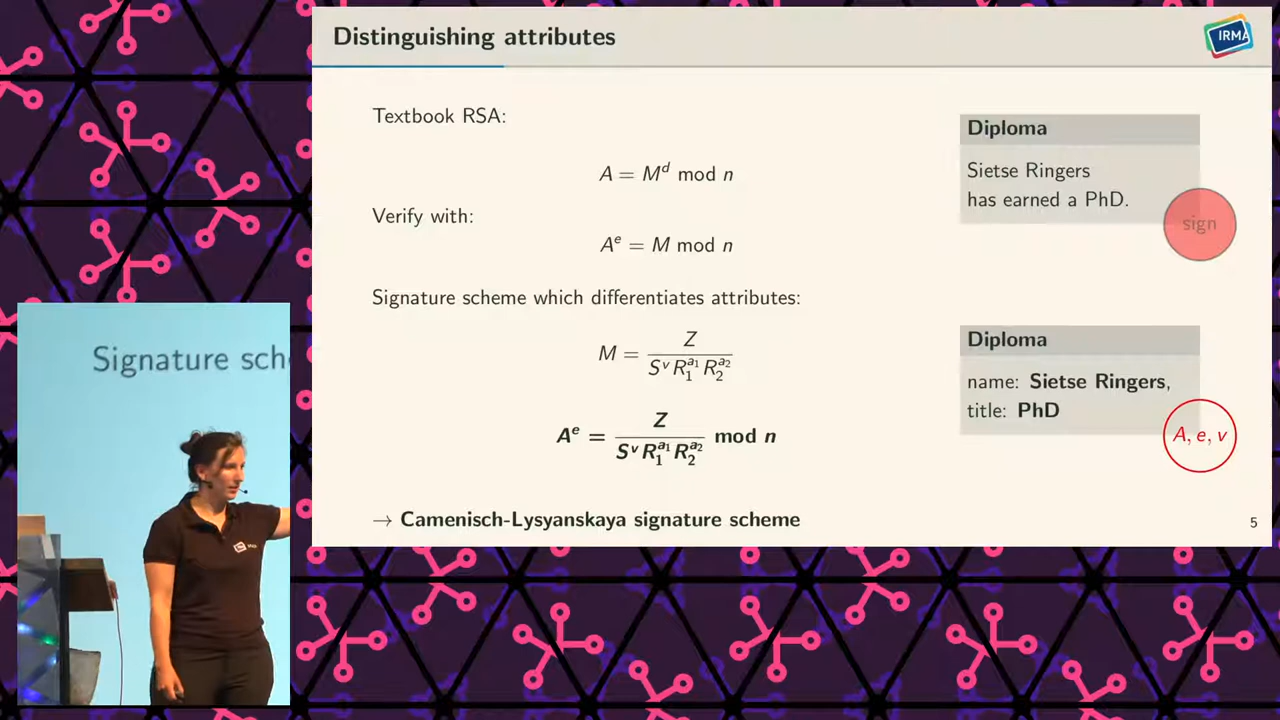 Distinguishing attributes
IRMA
Textbook RSA:
A = M^d mod n
Verify with:
A^e = M mod n
Signature scheme which differentiates attributes:
M = Z / S^v R_1^{a_1} R_2^{a_2}
A^e = Z / S^v R_1^{a_1} R_2^{a_2} mod n
→ Camenisch-Lysyanskaya signature scheme
Diploma
Sietse Ringers
has earned a PhD.
sign
Diploma
name: Sietse Ringers,
title: PhD
A, e, v
5
Signature sch